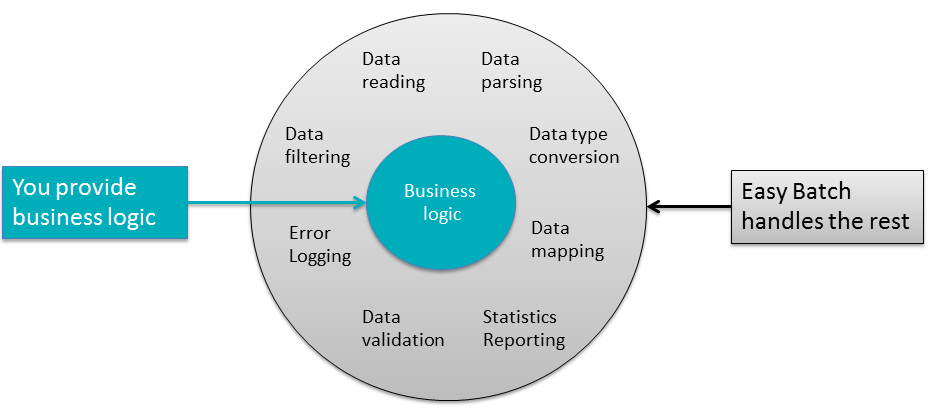 Data
reading
Data
parsing
Data
filtering
Data type
conversion
You provide
business logic
Business
logic
Easy Batch
handles the rest
Error
Logging
Data
mapping
Data
validation
Statistics
Reporting